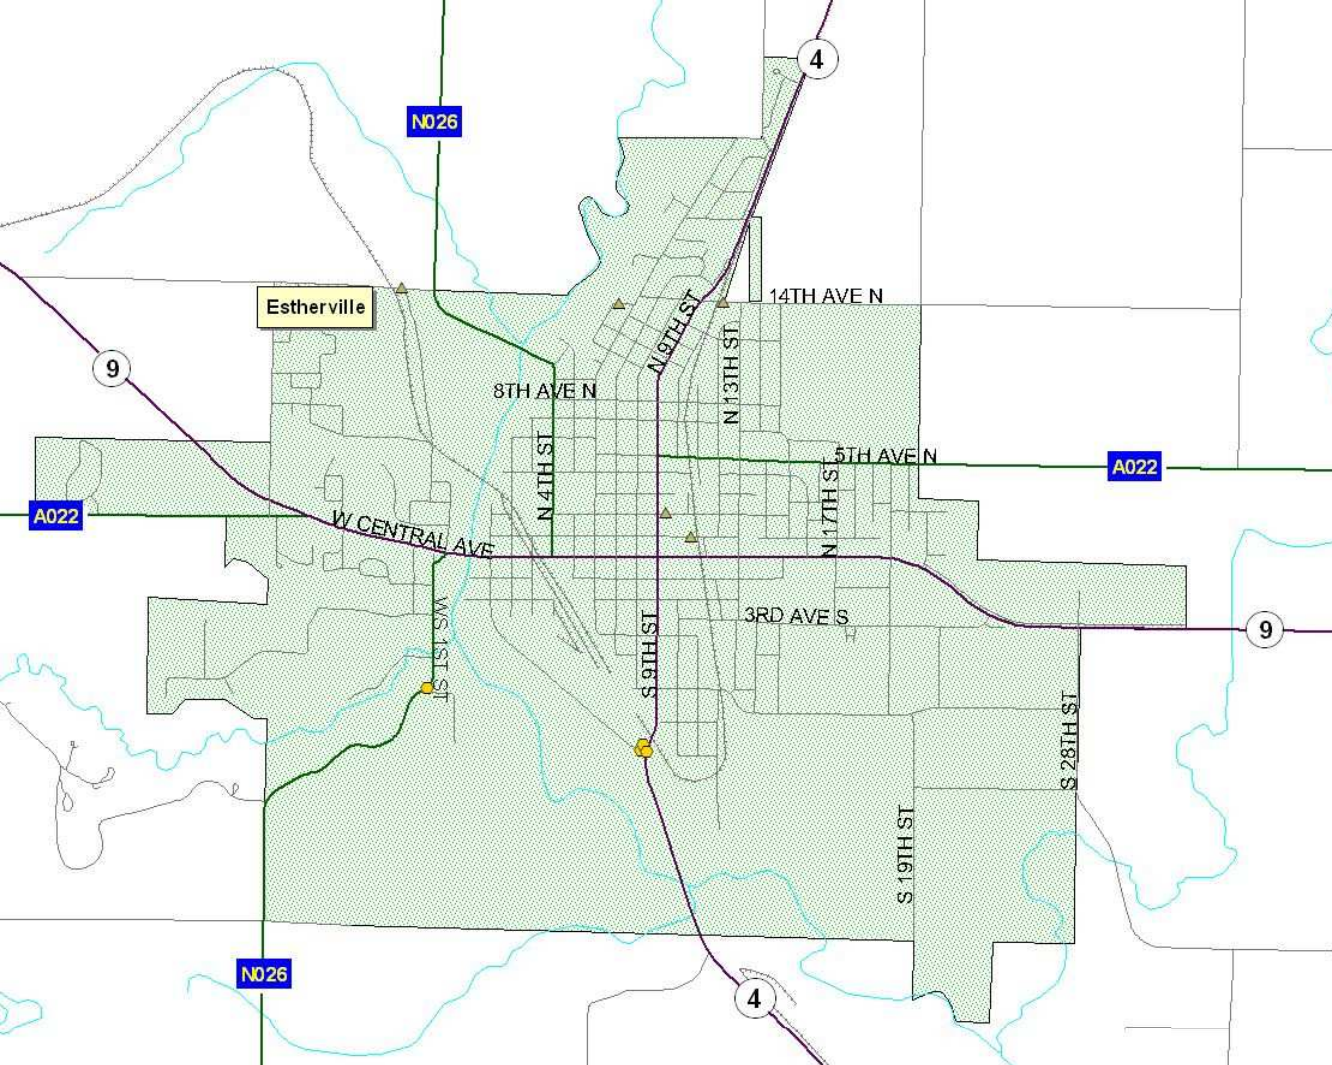 4
N026
14TH AVE N
Estherville
N 9TH ST
9
N 13TH ST
8TH AVE N
5TH AVE N
A022
N 4TH ST
N 17TH ST
A022
W CENTRAL AVE
3RD AVE S
9
WS 1ST ST
S 9TH ST
S 28TH ST
S 19TH ST
N026
4